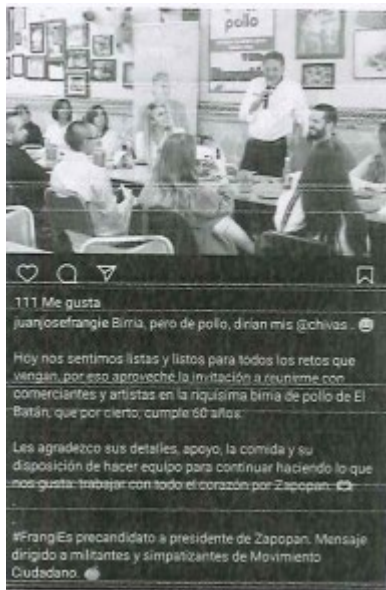 pollo
111 Me gusta
juanjosefrangie Birria, pero de pollo, dirían mis @chivas . 😄
Hoy nos sentimos listas y listos para todos los retos que
vengan, por eso aproveché la invitación a reunirme con
comerciantes y artistas en la riquísima birria de pollo de El
Batán, que por cierto, cumple 60 años.
Les agradezco sus detalles, apoyo, la comida y su
disposición de hacer equipo para continuar haciendo lo que
nos gusta: trabajar con todo el corazón por Zapopan.
#FrangiEs precandidato a presidente de Zapopan. Mensaje
dirigido a militantes y simpatizantes de Movimiento
Ciudadano.